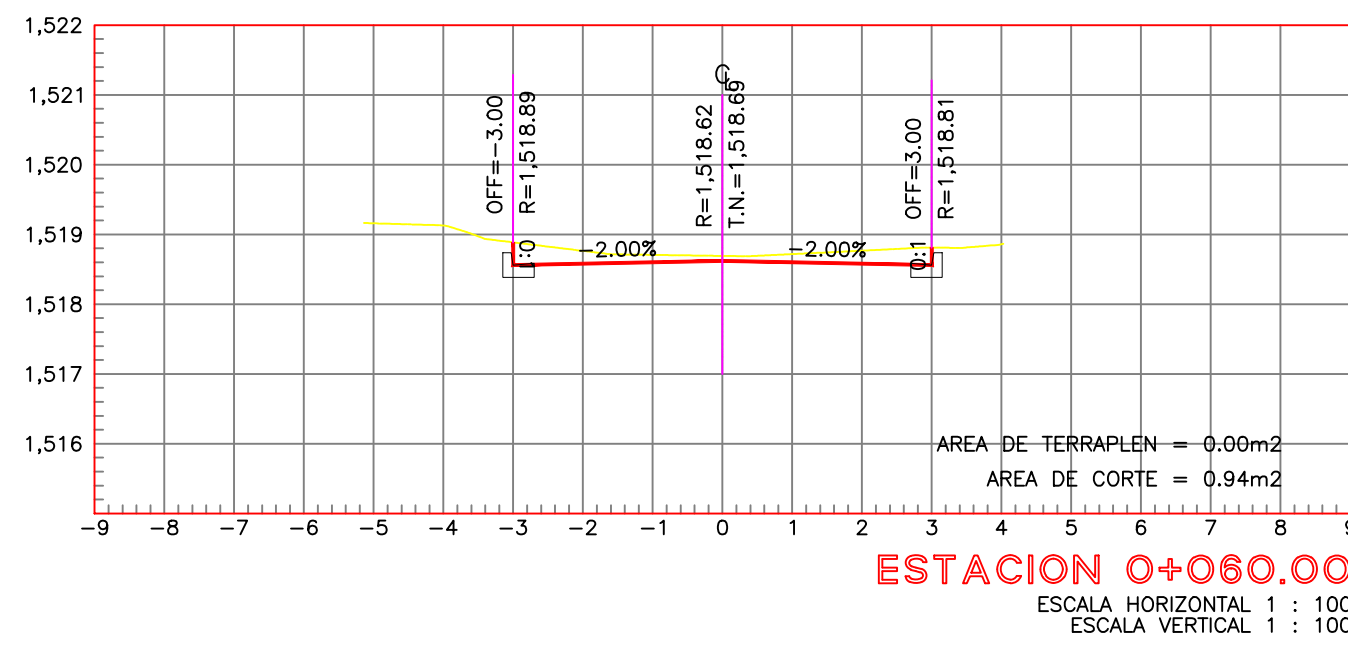 1,522
1,521
1,520
1,519
1,518
1,517
1,516
OFF=-3.00
R=1,518.89
CL
R=1,518.62
T.N.=1,518.69
OFF=3.00
R=1,518.81
1:0
-2.00%
-2.00%
0:1
AREA DE TERRAPLEN = 0.00m2
AREA DE CORTE = 0.94m2
-9 -8 -7 -6 -5 -4 -3 -2 -1 0 1 2 3 4 5 6 7 8 9
ESTACION 0+060.00
ESCALA HORIZONTAL 1 : 100
ESCALA VERTICAL 1 : 100